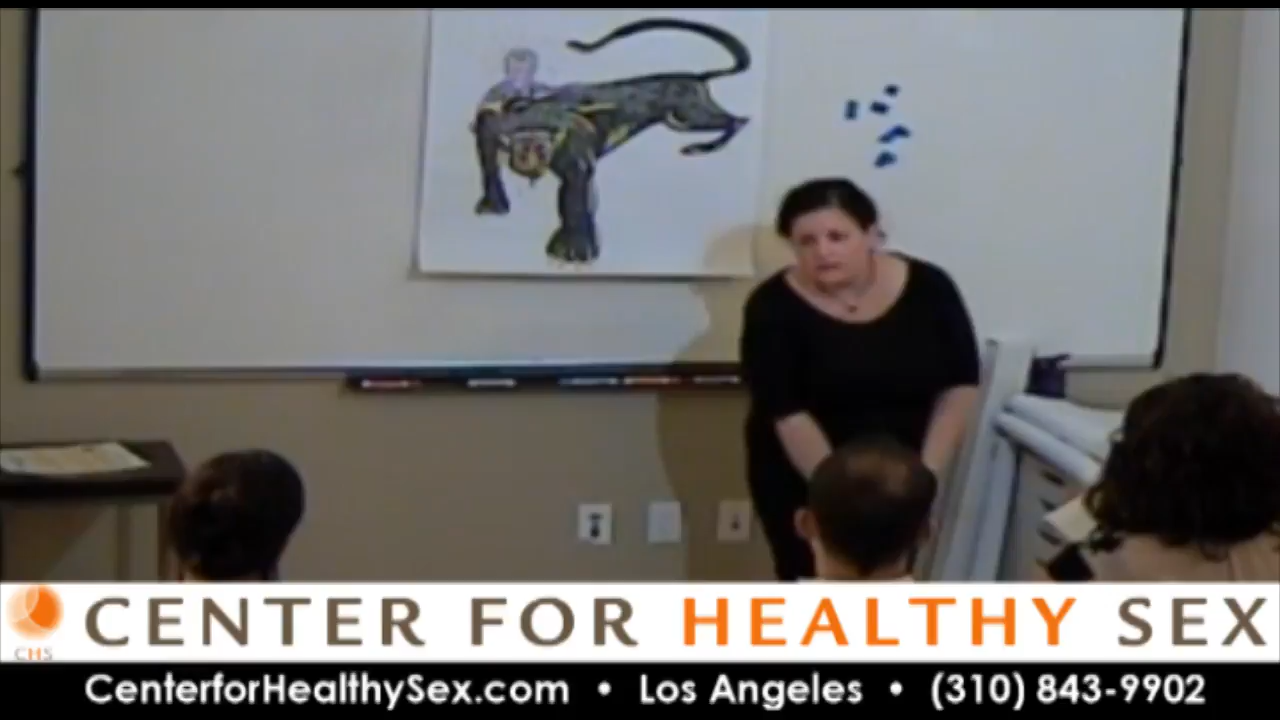 CENTER FOR HEALTHY SEX
CHS
CenterforHealthySex.com • Los Angeles • (310) 843-9902